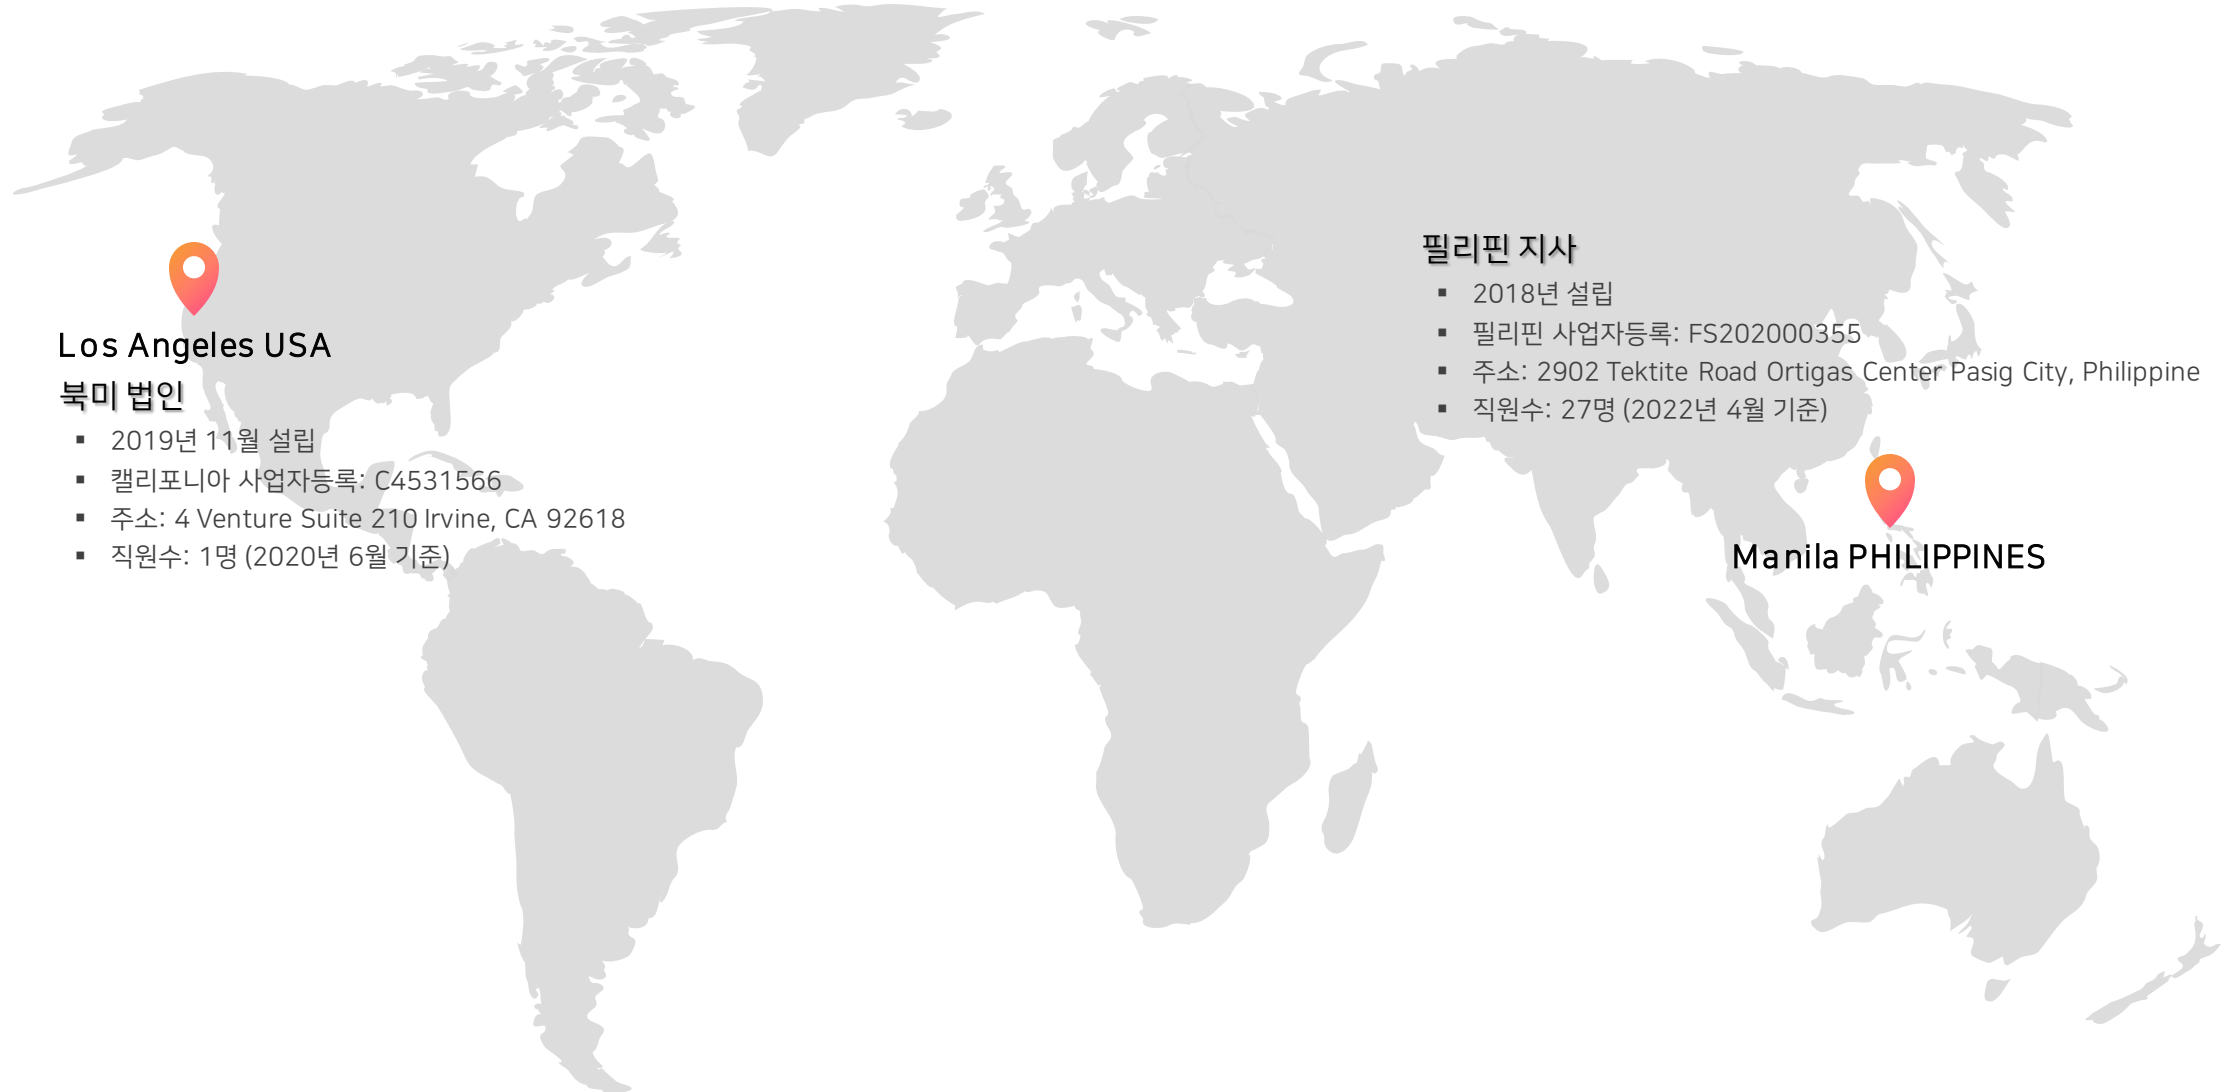 Los Angeles USA
북미 법인
▪ 2019년 11월 설립
▪ 캘리포니아 사업자등록: C4531566
▪ 주소: 4 Venture Suite 210 Irvine, CA 92618
▪ 직원수: 1명 (2020년 6월 기준)
필리핀 지사
▪ 2018년 설립
▪ 필리핀 사업자등록: FS202000355
▪ 주소: 2902 Tektite Road Ortigas Center Pasig City, Philippine
▪ 직원수: 27명 (2022년 4월 기준)
Manila PHILIPPINES